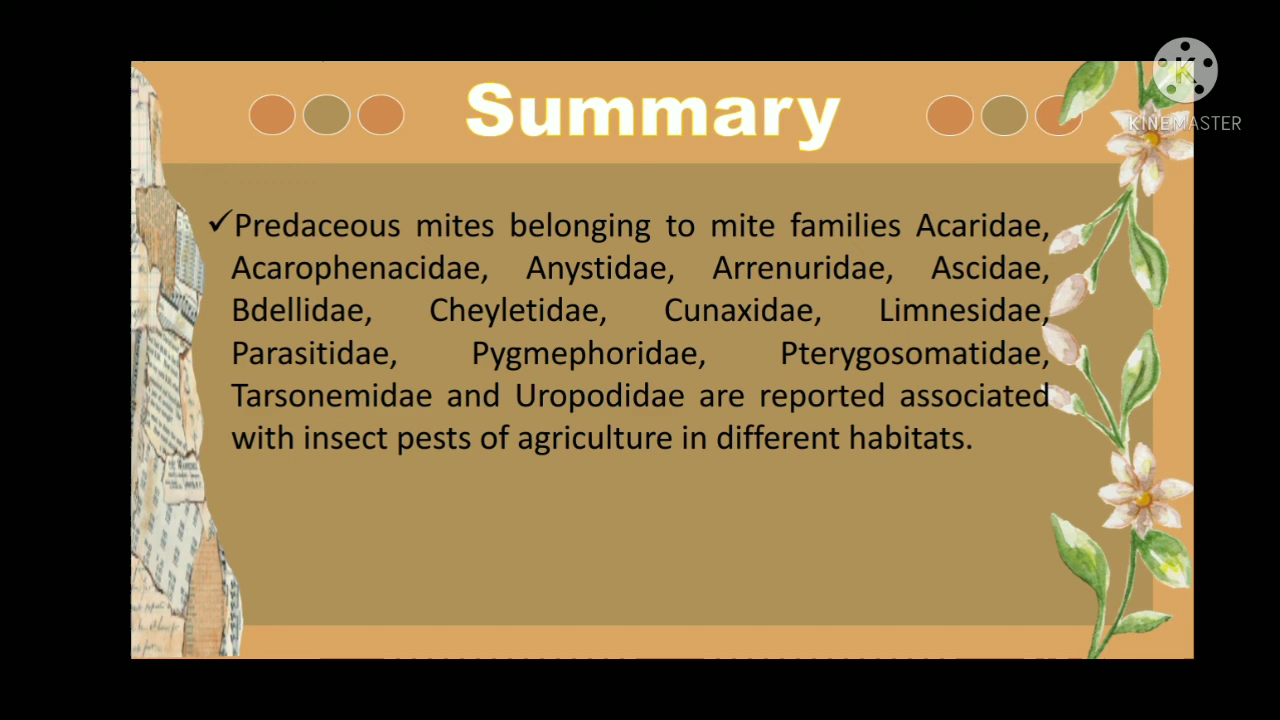 Summary
K
KINEMASTER
✓Predaceous mites belonging to mite families Acaridae,
Acarophenacidae, Anystidae, Arrenuridae, Ascidae,
Bdellidae, Cheyletidae, Cunaxidae, Limnesidae,
Parasitidae, Pygmephoridae, Pterygosomatidae,
Tarsonemidae and Uropodidae are reported associated
with insect pests of agriculture in different habitats.